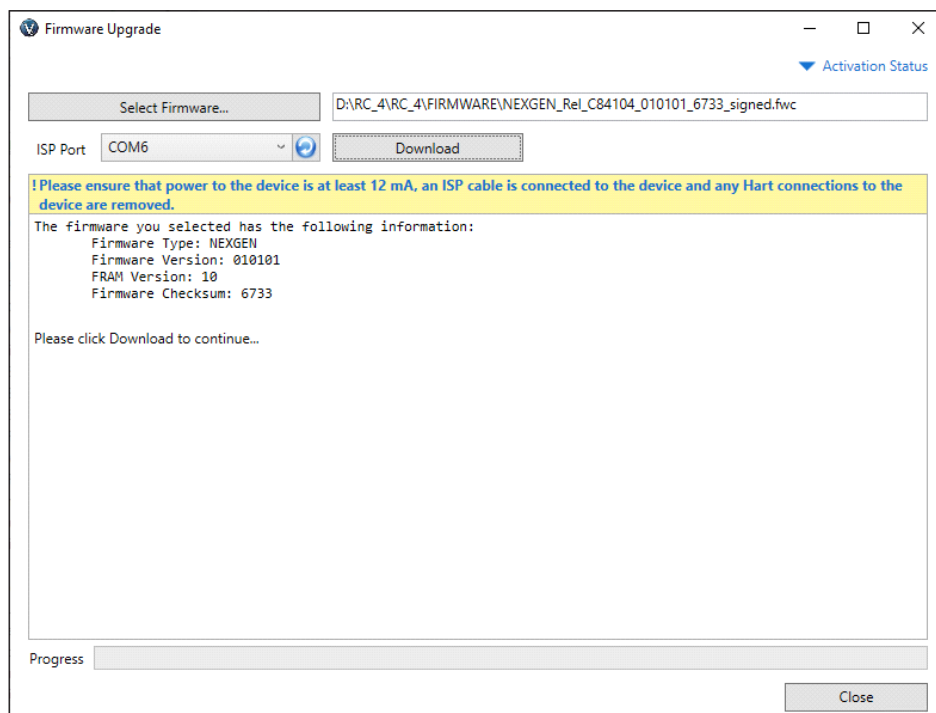 Firmware Upgrade
Activation Status
Select Firmware...
D:\RC_4\RC_4\FIRMWARE\NEXGEN_Rel_C84104_010101_6733_signed.fwc
ISP Port
COM6
Download
! Please ensure that power to the device is at least 12 mA, an ISP cable is connected to the device and any Hart connections to the
device are removed.
The firmware you selected has the following information:
Firmware Type: NEXGEN
Firmware Version: 010101
FRAM Version: 10
Firmware Checksum: 6733
Please click Download to continue...
Progress
Close